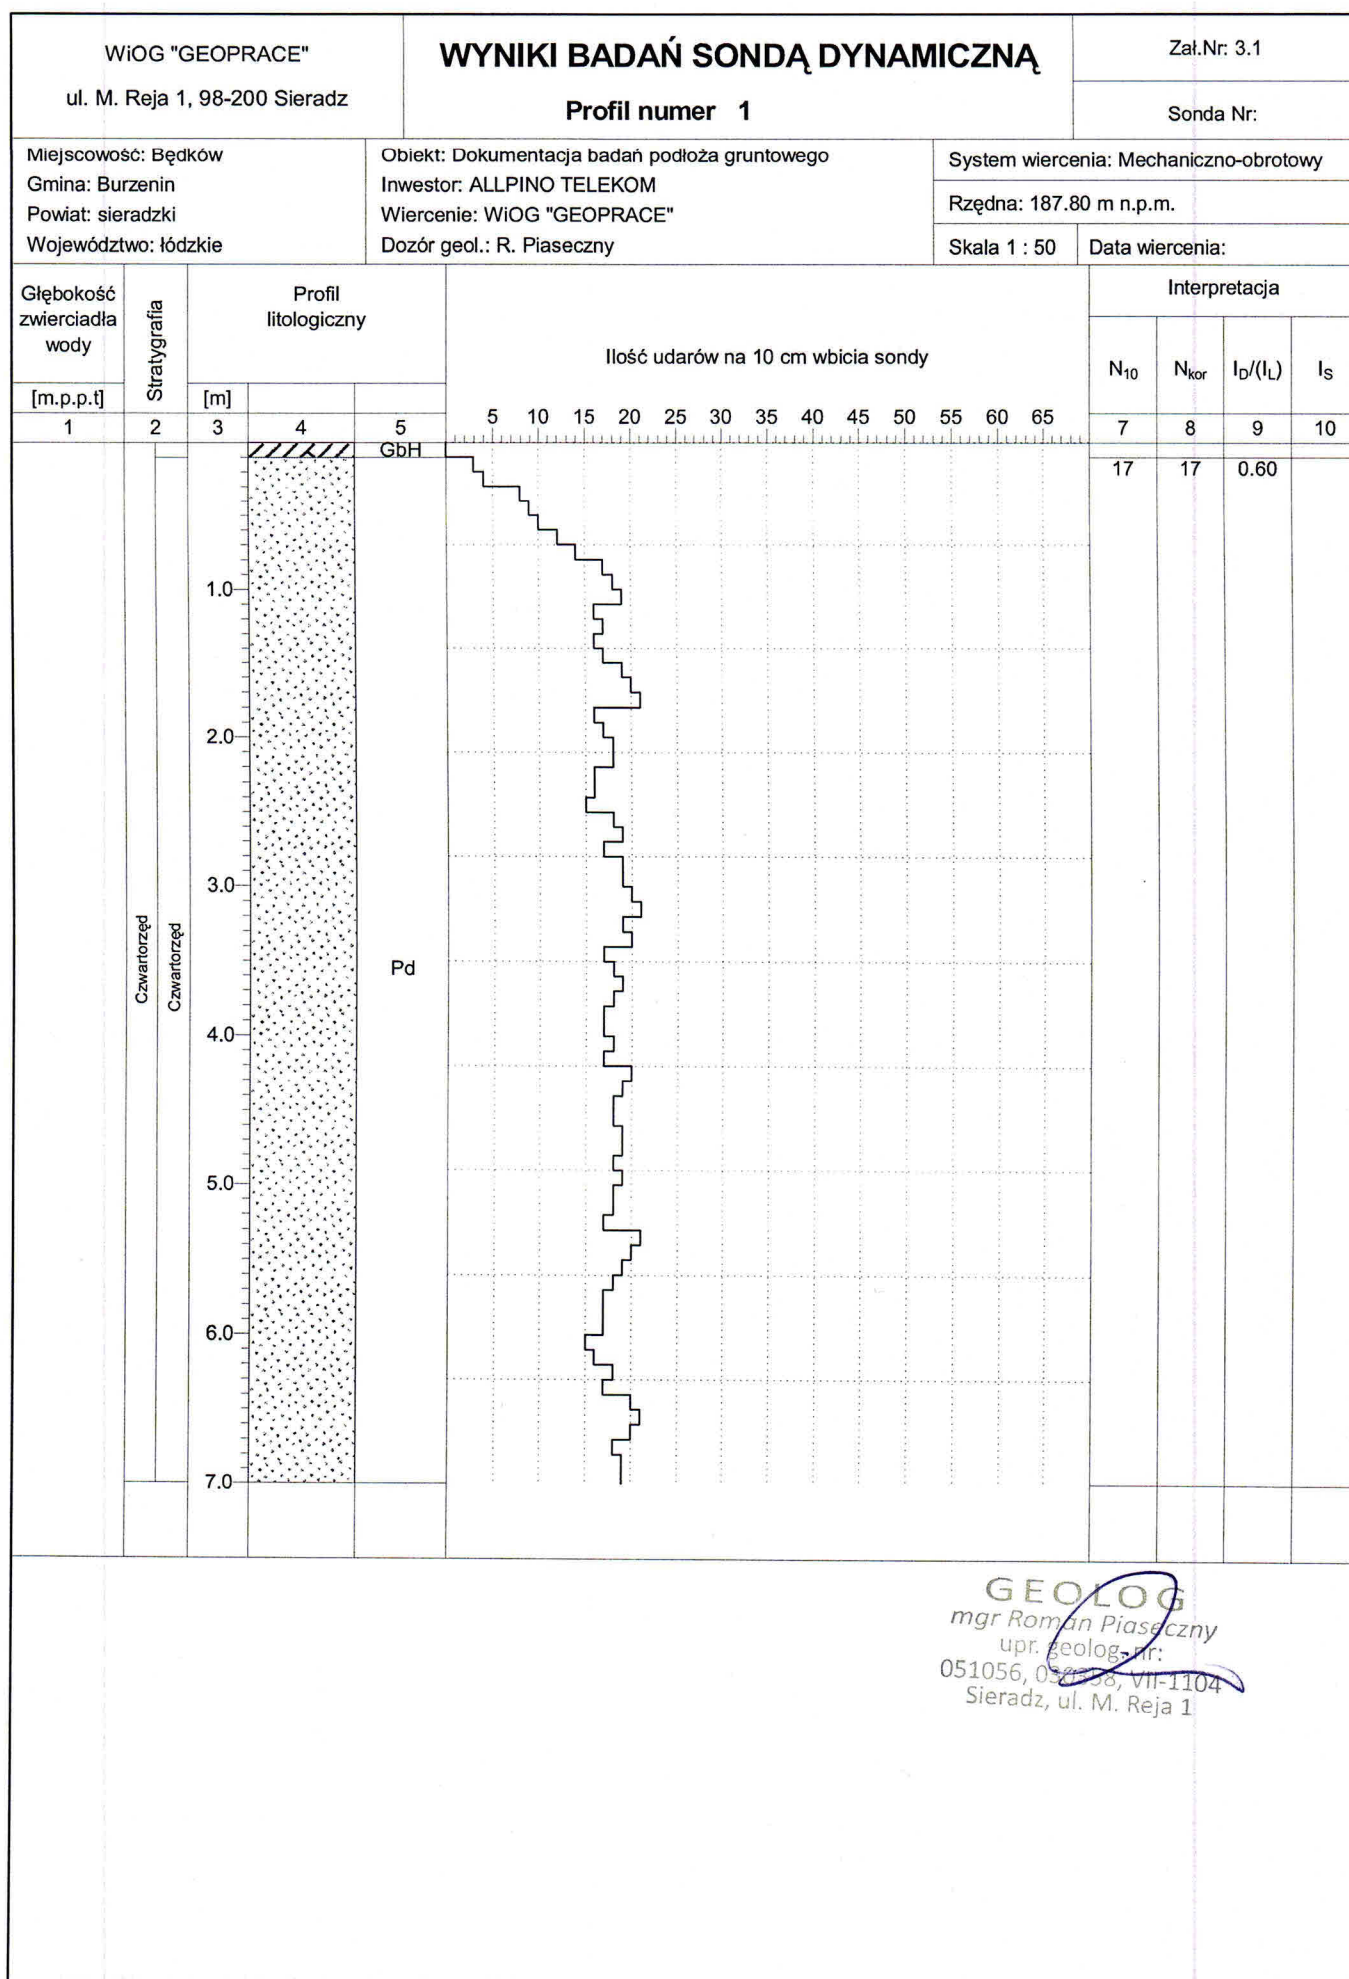 WiOG "GEOPRACE"
ul. M. Reja 1, 98-200 Sieradz
WYNIKI BADAŃ SONDĄ DYNAMICZNĄ
Profil numer 1
Zał.Nr: 3.1
Sonda Nr:
Miejscowość: Będków
Gmina: Burzenin
Powiat: sieradzki
Województwo: łódzkie
Obiekt: Dokumentacja badań podłoża gruntowego
Inwestor: ALLPINO TELEKOM
Wiercenie: WiOG "GEOPRACE"
Dozór geol.: R. Piaseczny
System wiercenia: Mechaniczno-obrotowy
Rzędna: 187.80 m n.p.m.
Skala 1 : 50 Data wiercenia:
Głębokość
zwierciadła
wody
[m.p.p.t]
Stratygrafia
Profil
litologiczny
[m]
Ilość udarów na 10 cm wbicia sondy
5 10 15 20 25 30 35 40 45 50 55 60 65
Interpretacja
N10 Nkor ID/(IL) IS
1 2 3 4 5 7 8 9 10
GbH
17 17 0.60
1.0
2.0
3.0
Czwartorzęd
Czwartorzęd
Pd
4.0
5.0
6.0
7.0
GEOLOG
mgr Roman Piaseczny
upr. geolog. nr:
051056, VII-1104
Sieradz, ul. M. Reja 1